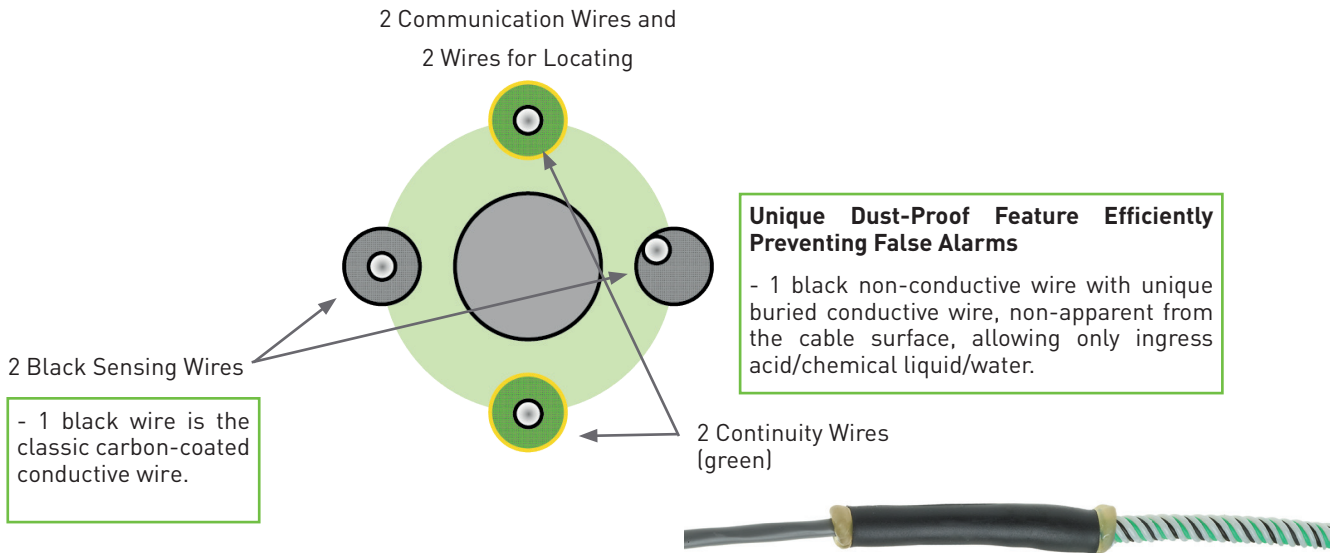 2 Communication Wires and
2 Wires for Locating
Unique Dust-Proof Feature Efficiently
Preventing False Alarms
- 1 black non-conductive wire with unique
buried conductive wire, non-apparent from
the cable surface, allowing only ingress
acid/chemical liquid/water.
2 Black Sensing Wires
- 1 black wire is the
classic carbon-coated
conductive wire.
2 Continuity Wires
(green)